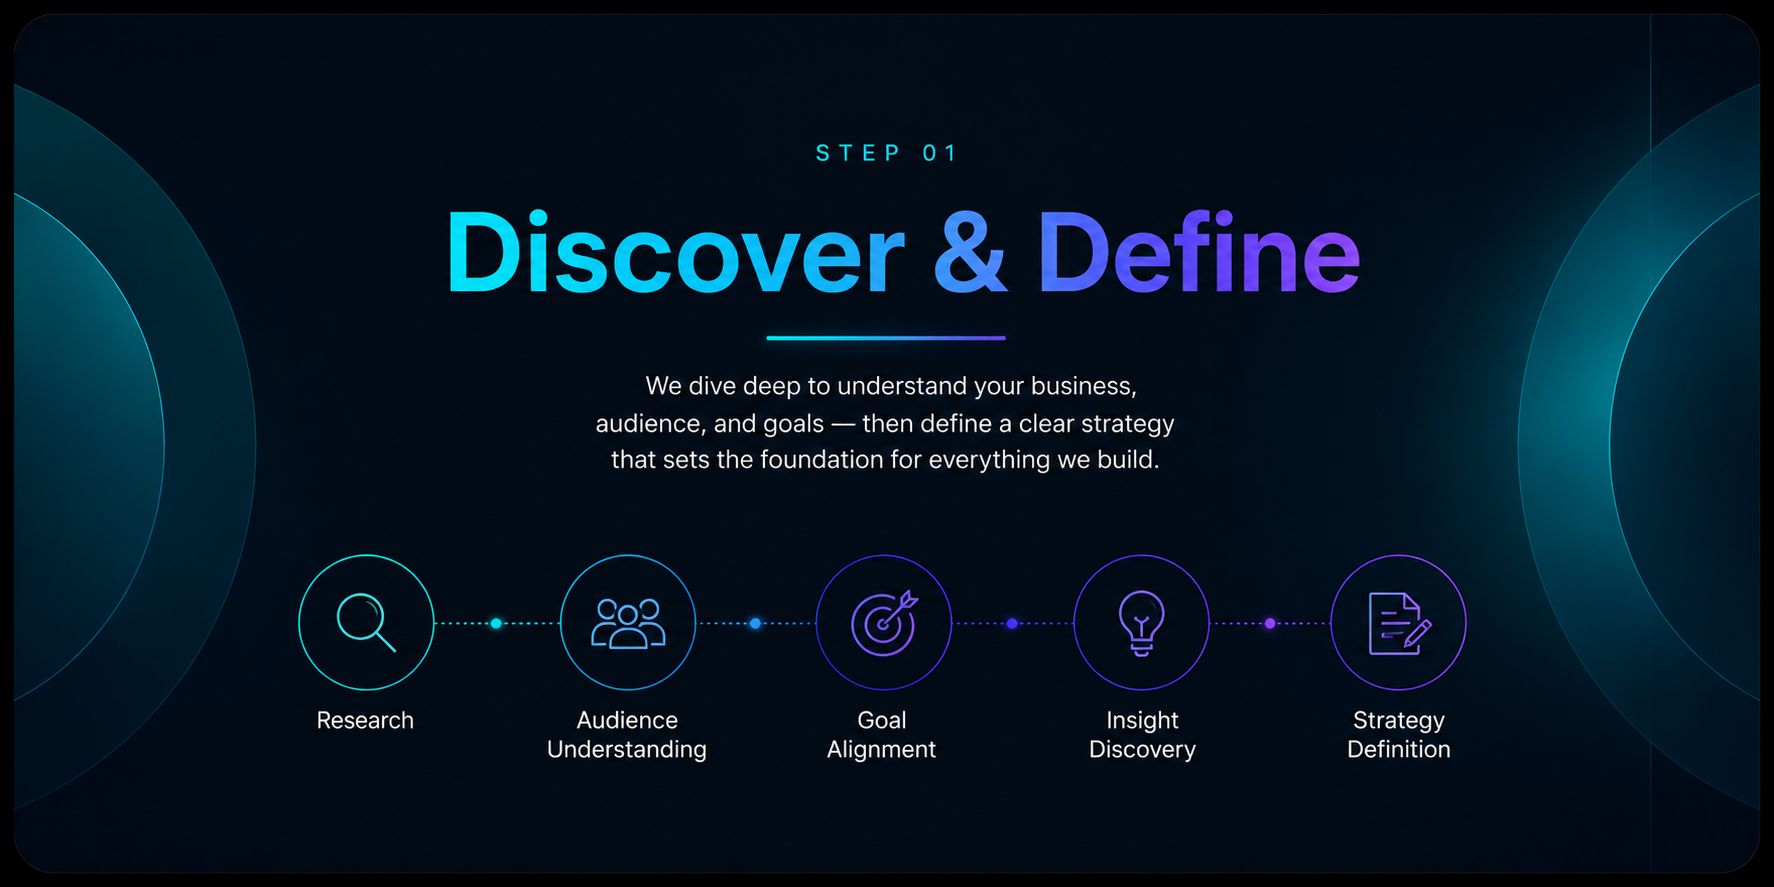 STEP 01
Discover & Define
We dive deep to understand your business,
audience, and goals — then define a clear strategy
that sets the foundation for everything we build.
Research
Audience
Understanding
Goal
Alignment
Insight
Discovery
Strategy
Definition